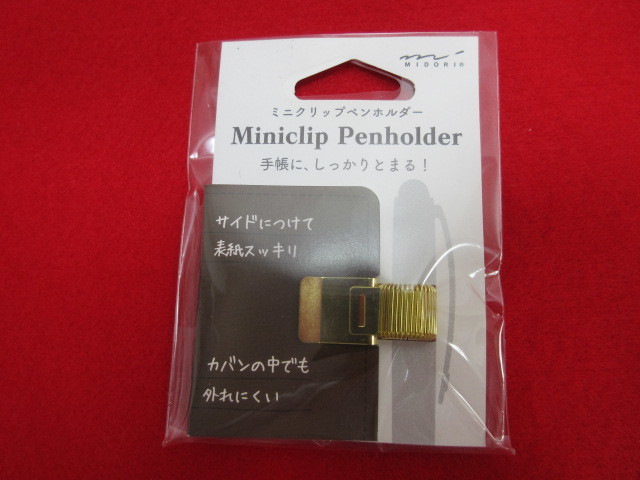 MIDORI®
ミニクリップペンホルダー
Miniclip Penholder
手帳に、しっかりとまる！
サイドにつけて
表紙スッキリ
カバンの中でも
外れにくい